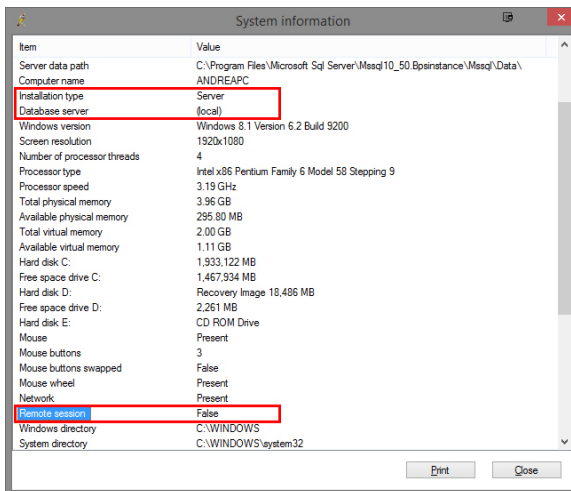 System information
Item Value
Server data path C:\Program Files\Microsoft Sql Server\Mssql10_50.Bpsinstance\Mssql\Data\
Computer name ANDREAPC
Installation type Server
Database server (local)
Windows version Windows 8.1 Version 6.2 Build 9200
Screen resolution 1920x1080
Number of processor threads 4
Processor type Intel x86 Pentium Family 6 Model 58 Stepping 9
Processor speed 3.19 GHz
Total physical memory 3.96 GB
Available physical memory 295.80 MB
Total virtual memory 2.00 GB
Available virtual memory 1.11 GB
Hard disk C: 1,933,122 MB
Free space drive C: 1,467,934 MB
Hard disk D: Recovery Image 18,486 MB
Free space drive D: 2,261 MB
Hard disk E: CD ROM Drive
Mouse Present
Mouse buttons 3
Mouse buttons swapped False
Mouse wheel Present
Network Present
Remote session False
Windows directory C:\WINDOWS
System directory C:\WINDOWS\system32
Print Close